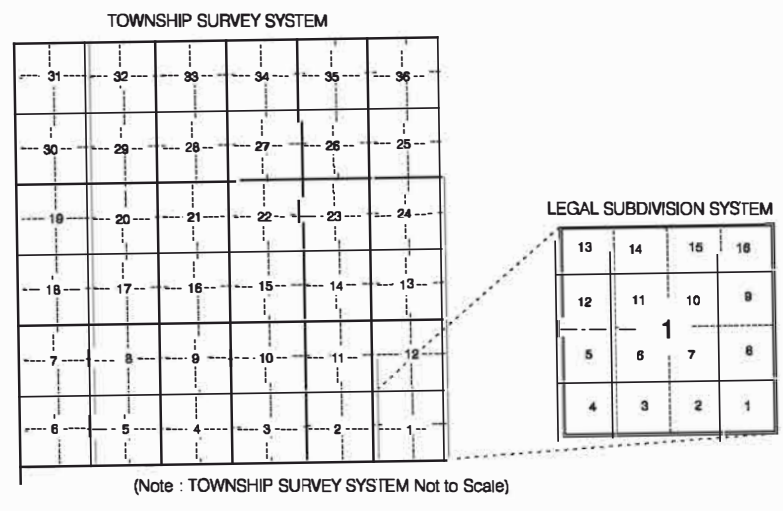 TOWNSHIP SURVEY SYSTEM
31 32 33 34 35 36
30 29 28 27 26 25
19 20 21 22 23 24
18 17 16 15 14 13
7 8 9 10 11 12
6 5 4 3 2 1
LEGAL SUBDIVISION SYSTEM
13 14 15 16
12 11 10 9
1
5 6 7 8
4 3 2 1
(Note : TOWNSHIP SURVEY SYSTEM Not to Scale)